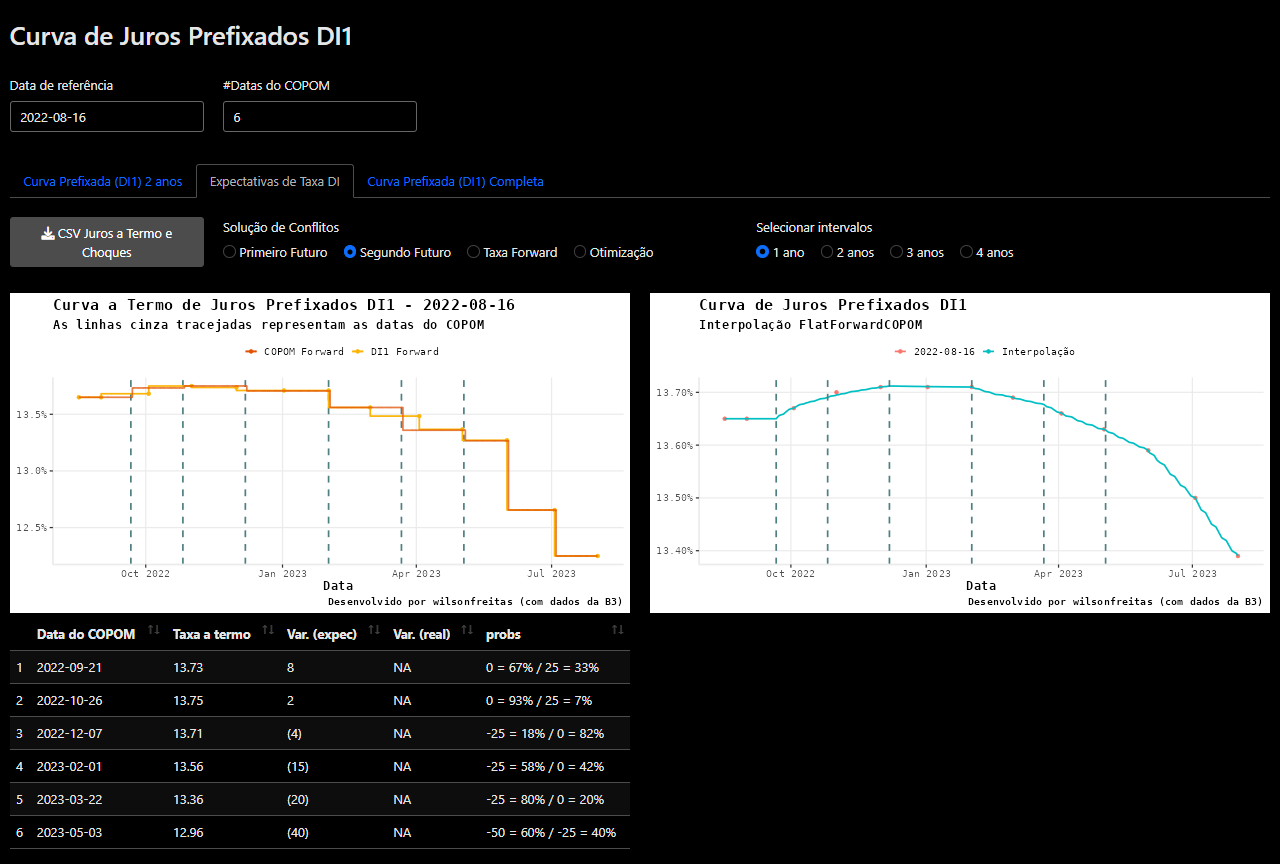 Curva de Juros Prefixados DI1
Data de referência
#Datas do COPOM
2022-08-16
6
Curva Prefixada (DI1) 2 anos
Expectativas de Taxa DI
Curva Prefixada (DI1) Completa
CSV Juros a Termo e
Choques
Solução de Conflitos
Primeiro Futuro
Segundo Futuro
Taxa Forward
Otimização
Selecionar intervalos
1 ano
2 anos
3 anos
4 anos
Curva a Termo de Juros Prefixados DI1 - 2022-08-16
As linhas cinza tracejadas representam as datas do COPOM
COPOM Forward
DI1 Forward
13.5%
13.0%
12.5%
Oct 2022
Jan 2023
Apr 2023
Jul 2023
Data
Desenvolvido por wilsonfreitas (com dados da B3)
Curva de Juros Prefixados DI1
Interpolação FlatForwardCOPOM
2022-08-16
Interpolação
13.70%
13.60%
13.50%
13.40%
Oct 2022
Jan 2023
Apr 2023
Jul 2023
Data
Desenvolvido por wilsonfreitas (com dados da B3)
Data do COPOM Taxa a termo Var. (expec) Var. (real) probs
1 2022-09-21 13.73 8 NA 0 = 67% / 25 = 33%
2 2022-10-26 13.75 2 NA 0 = 93% / 25 = 7%
3 2022-12-07 13.71 (4) NA -25 = 18% / 0 = 82%
4 2023-02-01 13.56 (15) NA -25 = 58% / 0 = 42%
5 2023-03-22 13.36 (20) NA -25 = 80% / 0 = 20%
6 2023-05-03 12.96 (40) NA -50 = 60% / -25 = 40%